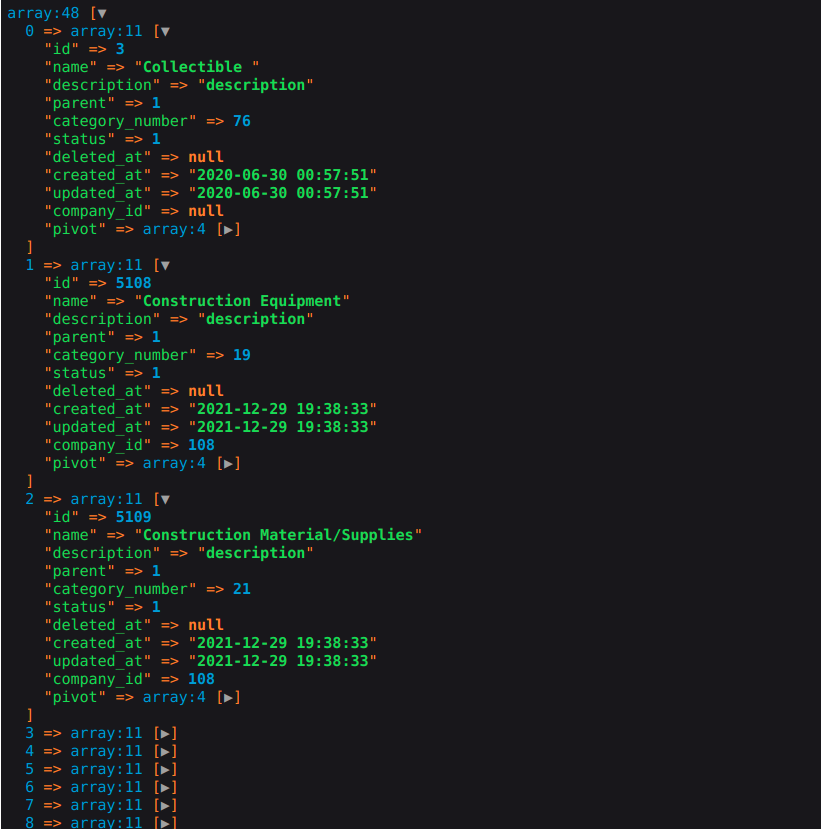 array:48 [▼
  0 => array:11 [▼
    "id" => 3
    "name" => "Collectible "
    "description" => "description"
    "parent" => 1
    "category_number" => 76
    "status" => 1
    "deleted_at" => null
    "created_at" => "2020-06-30 00:57:51"
    "updated_at" => "2020-06-30 00:57:51"
    "company_id" => null
    "pivot" => array:4 [▶]
  ]
  1 => array:11 [▼
    "id" => 5108
    "name" => "Construction Equipment"
    "description" => "description"
    "parent" => 1
    "category_number" => 19
    "status" => 1
    "deleted_at" => null
    "created_at" => "2021-12-29 19:38:33"
    "updated_at" => "2021-12-29 19:38:33"
    "company_id" => 108
    "pivot" => array:4 [▶]
  ]
  2 => array:11 [▼
    "id" => 5109
    "name" => "Construction Material/Supplies"
    "description" => "description"
    "parent" => 1
    "category_number" => 21
    "status" => 1
    "deleted_at" => null
    "created_at" => "2021-12-29 19:38:33"
    "updated_at" => "2021-12-29 19:38:33"
    "company_id" => 108
    "pivot" => array:4 [▶]
  ]
  3 => array:11 [▶]
  4 => array:11 [▶]
  5 => array:11 [▶]
  6 => array:11 [▶]
  7 => array:11 [▶]
  8 => array:11 [▶]